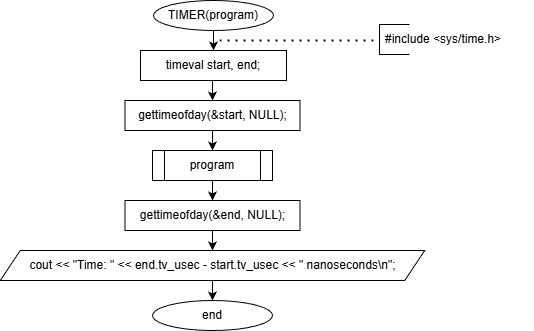 TIMER(program)
#include <sys/time.h>
timeval start, end;
gettimeofday(&start, NULL);
program
gettimeofday(&end, NULL);
cout << "Time: " << end.tv_usec - start.tv_usec << " nanoseconds\n";
end